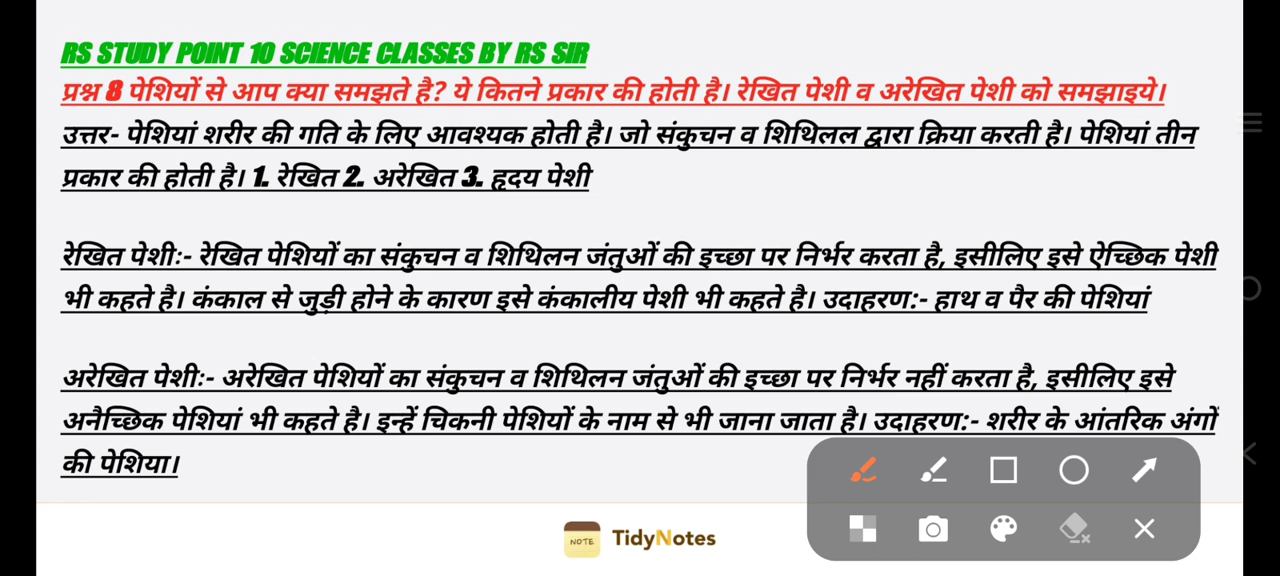 RS STUDY POINT 10 SCIENCE CLASSES BY RS SIR
प्रश्न 8 पेशियों से आप क्या समझते है? ये कितने प्रकार की होती है। रेखित पेशी व अरेखित पेशी को समझाइये।
उत्तर- पेशियां शरीर की गति के लिए आवश्यक होती है। जो संकुचन व शिथिलल द्वारा क्रिया करती है। पेशियां तीन
प्रकार की होती है। 1. रेखित 2. अरेखित 3. हृदय पेशी
रेखित पेशीः- रेखित पेशियों का संकुचन व शिथिलन जंतुओं की इच्छा पर निर्भर करता है, इसीलिए इसे ऐच्छिक पेशी
भी कहते है। कंकाल से जुड़ी होने के कारण इसे कंकालीय पेशी भी कहते है। उदाहरण:- हाथ व पैर की पेशियां
अरेखित पेशीः- अरेखित पेशियों का संकुचन व शिथिलन जंतुओं की इच्छा पर निर्भर नहीं करता है, इसीलिए इसे
अनैच्छिक पेशियां भी कहते है। इन्हें चिकनी पेशियों के नाम से भी जाना जाता है। उदाहरण:- शरीर के आंतरिक अंगों
की पेशिया।
NOTE TidyNotes